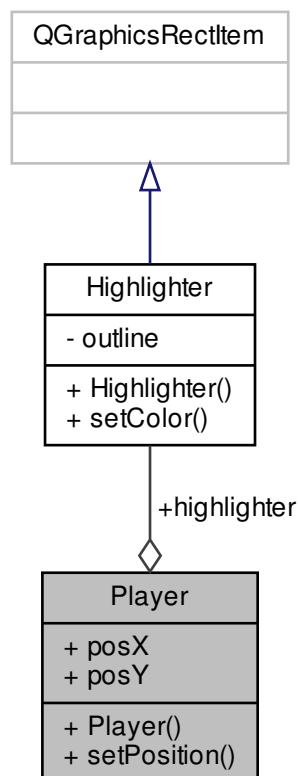 QGraphicsRectItem
Highlighter
- outline
+ Highlighter()
+ setColor()
+highlighter
Player
+ posX
+ posY
+ Player()
+ setPosition()